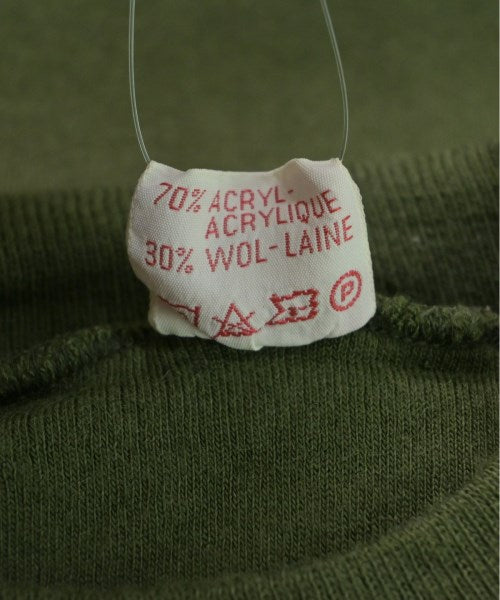 70% ACRYL-
ACRYLIQUE
30% WOL-LAINE
P